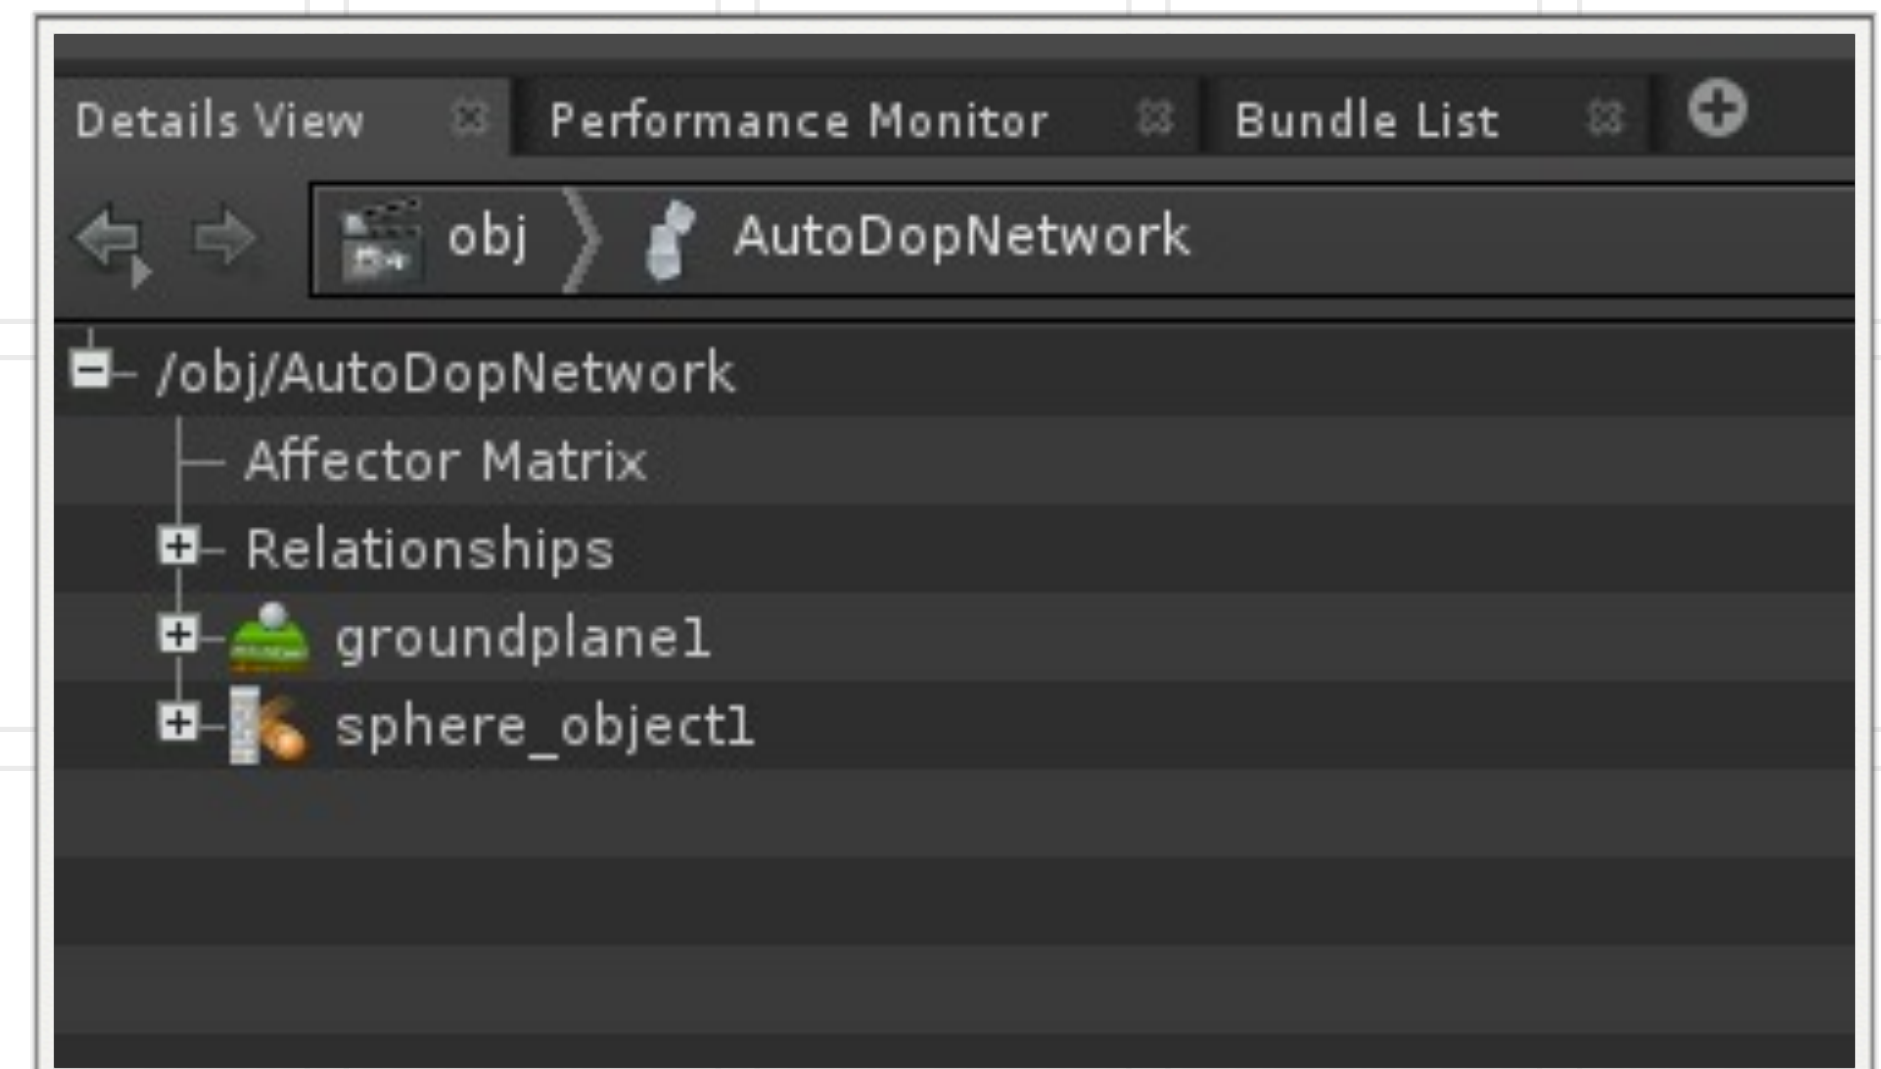 Details View Performance Monitor Bundle List
obj AutoDopNetwork
/obj/AutoDopNetwork
Affector Matrix
Relationships
groundplane1
sphere_object1